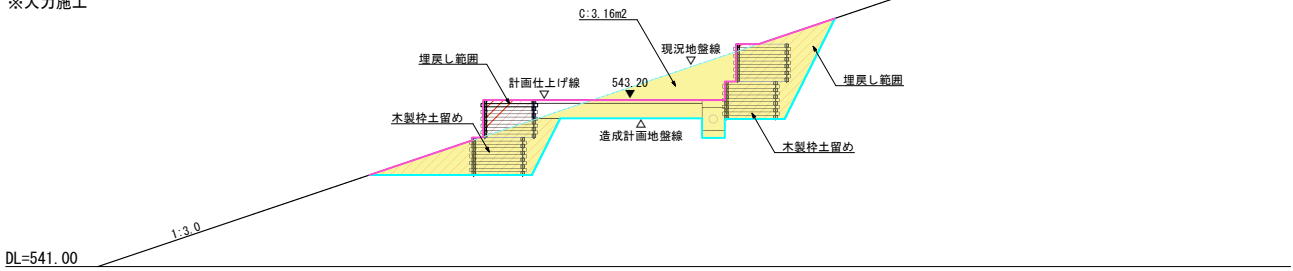 ※人力施工
C:3.16m2
現況地盤線
埋戻し範囲
計画仕上げ線
543.20
埋戻し範囲
木製枠土留め
造成計画地盤線
木製枠土留め
1:3.0
DL=541.00